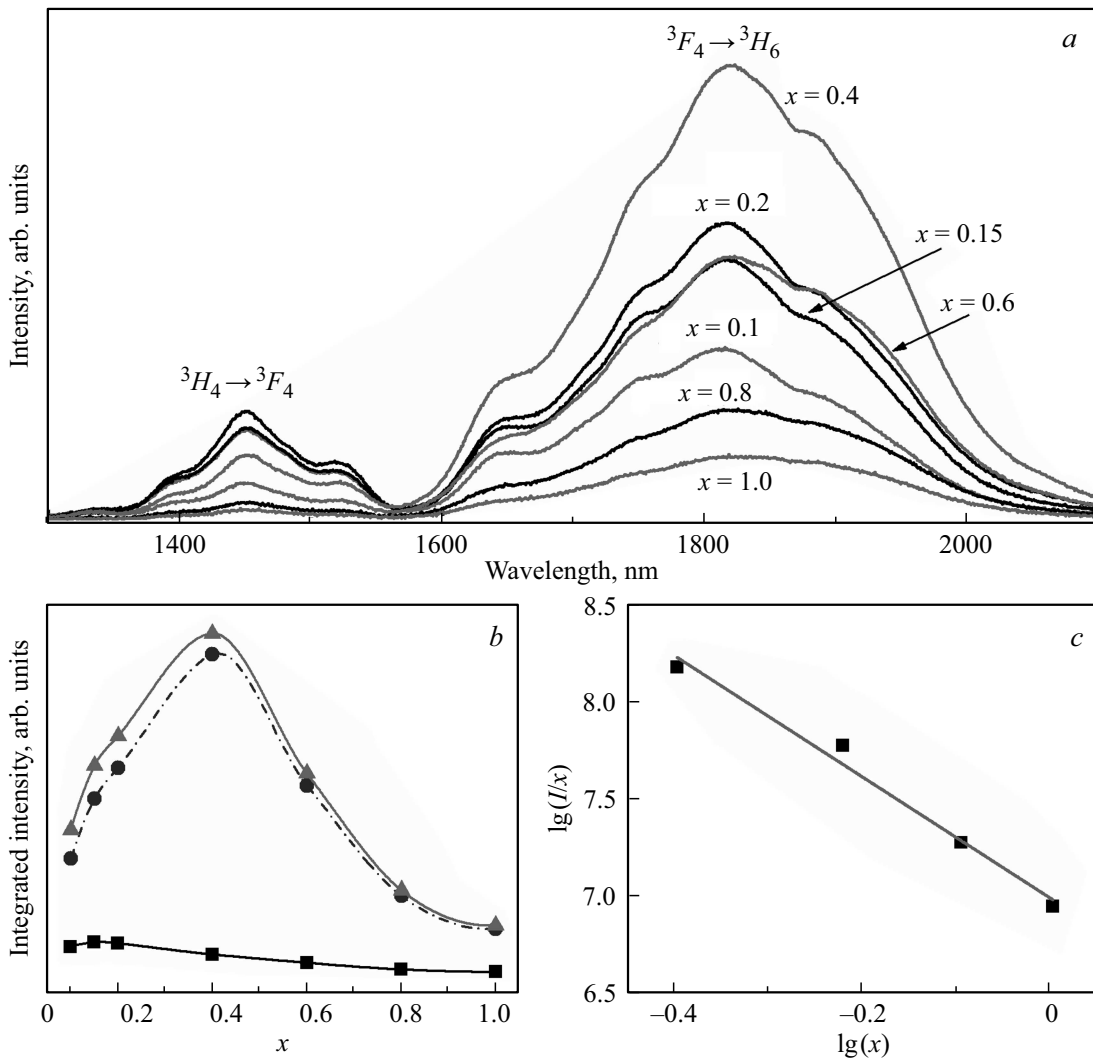 a
³F₄ → ³H₆
x = 0.4
x = 0.2
x = 0.15
x = 0.6
x = 0.1
³H₄ → ³F₄
x = 0.8
x = 1.0
Intensity, arb. units
1400 1600 1800 2000
Wavelength, nm
b
Integrated intensity, arb. units
0 0.2 0.4 0.6 0.8 1.0
x
c
8.5
8.0
7.5
7.0
6.5
lg(I/x)
–0.4 –0.2 0
lg(x)